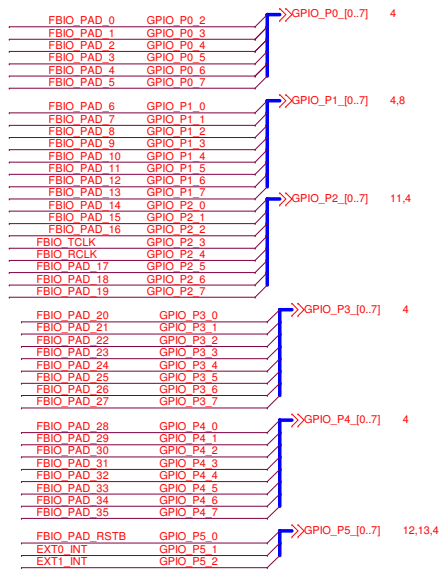 GPIO_P0_[0..7] 4
FBIO_PAD_0 GPIO_P0_2
FBIO_PAD_1 GPIO_P0_3
FBIO_PAD_2 GPIO_P0_4
FBIO_PAD_3 GPIO_P0_5
FBIO_PAD_4 GPIO_P0_6
FBIO_PAD_5 GPIO_P0_7
GPIO_P1_[0..7] 4,8
FBIO_PAD_6 GPIO_P1_0
FBIO_PAD_7 GPIO_P1_1
FBIO_PAD_8 GPIO_P1_2
FBIO_PAD_9 GPIO_P1_3
FBIO_PAD_10 GPIO_P1_4
FBIO_PAD_11 GPIO_P1_5
FBIO_PAD_12 GPIO_P1_6
FBIO_PAD_13 GPIO_P1_7
GPIO_P2_[0..7] 11,4
FBIO_PAD_14 GPIO_P2_0
FBIO_PAD_15 GPIO_P2_1
FBIO_PAD_16 GPIO_P2_2
FBIO_TCLK GPIO_P2_3
FBIO_RCLK GPIO_P2_4
FBIO_PAD_17 GPIO_P2_5
FBIO_PAD_18 GPIO_P2_6
FBIO_PAD_19 GPIO_P2_7
GPIO_P3_[0..7] 4
FBIO_PAD_20 GPIO_P3_0
FBIO_PAD_21 GPIO_P3_1
FBIO_PAD_22 GPIO_P3_2
FBIO_PAD_23 GPIO_P3_3
FBIO_PAD_24 GPIO_P3_4
FBIO_PAD_25 GPIO_P3_5
FBIO_PAD_26 GPIO_P3_6
FBIO_PAD_27 GPIO_P3_7
GPIO_P4_[0..7] 4
FBIO_PAD_28 GPIO_P4_0
FBIO_PAD_29 GPIO_P4_1
FBIO_PAD_30 GPIO_P4_2
FBIO_PAD_31 GPIO_P4_3
FBIO_PAD_32 GPIO_P4_4
FBIO_PAD_33 GPIO_P4_5
FBIO_PAD_34 GPIO_P4_6
FBIO_PAD_35 GPIO_P4_7
GPIO_P5_[0..7] 12,13,4
FBIO_PAD_RSTB GPIO_P5_0
EXT0_INT GPIO_P5_1
EXT1_INT GPIO_P5_2